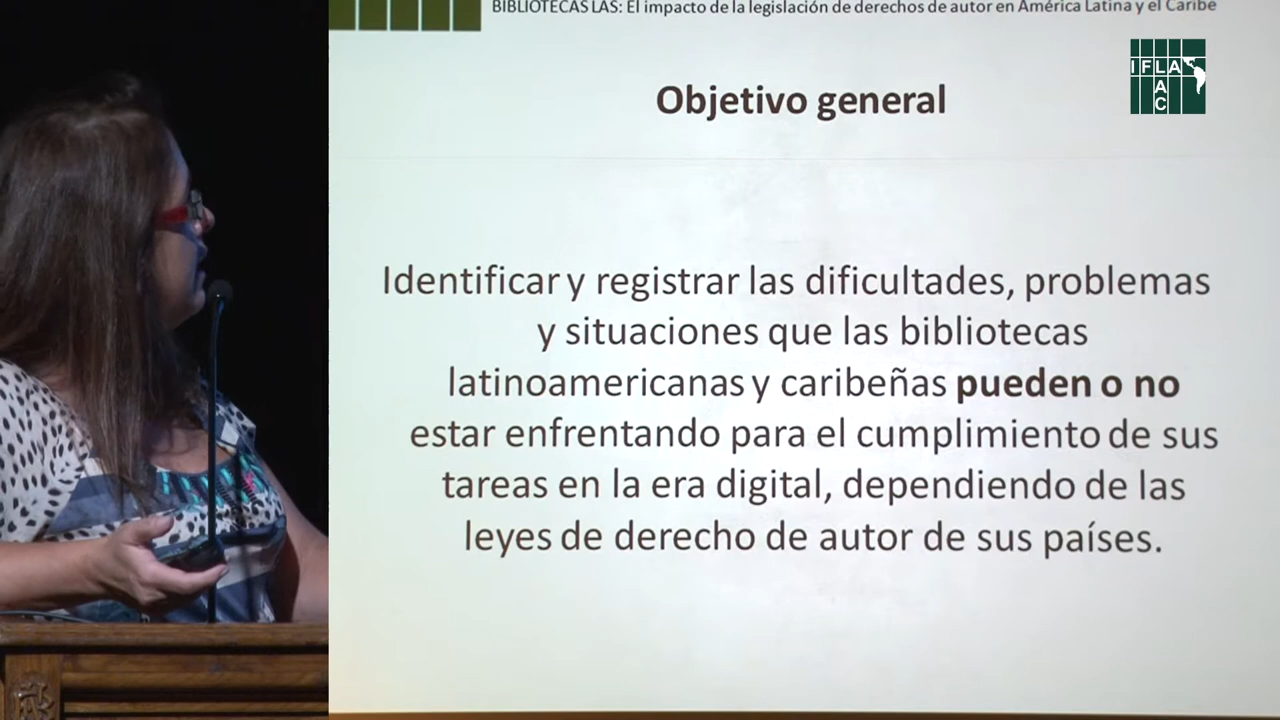 BIBLIOTECAS LAS: El impacto de la legislación de derechos de autor en América Latina y el Caribe
IFLA
LAC
Objetivo general
Identificar y registrar las dificultades, problemas
y situaciones que las bibliotecas
latinoamericanas y caribeñas pueden o no
estar enfrentando para el cumplimiento de sus
tareas en la era digital, dependiendo de las
leyes de derecho de autor de sus países.